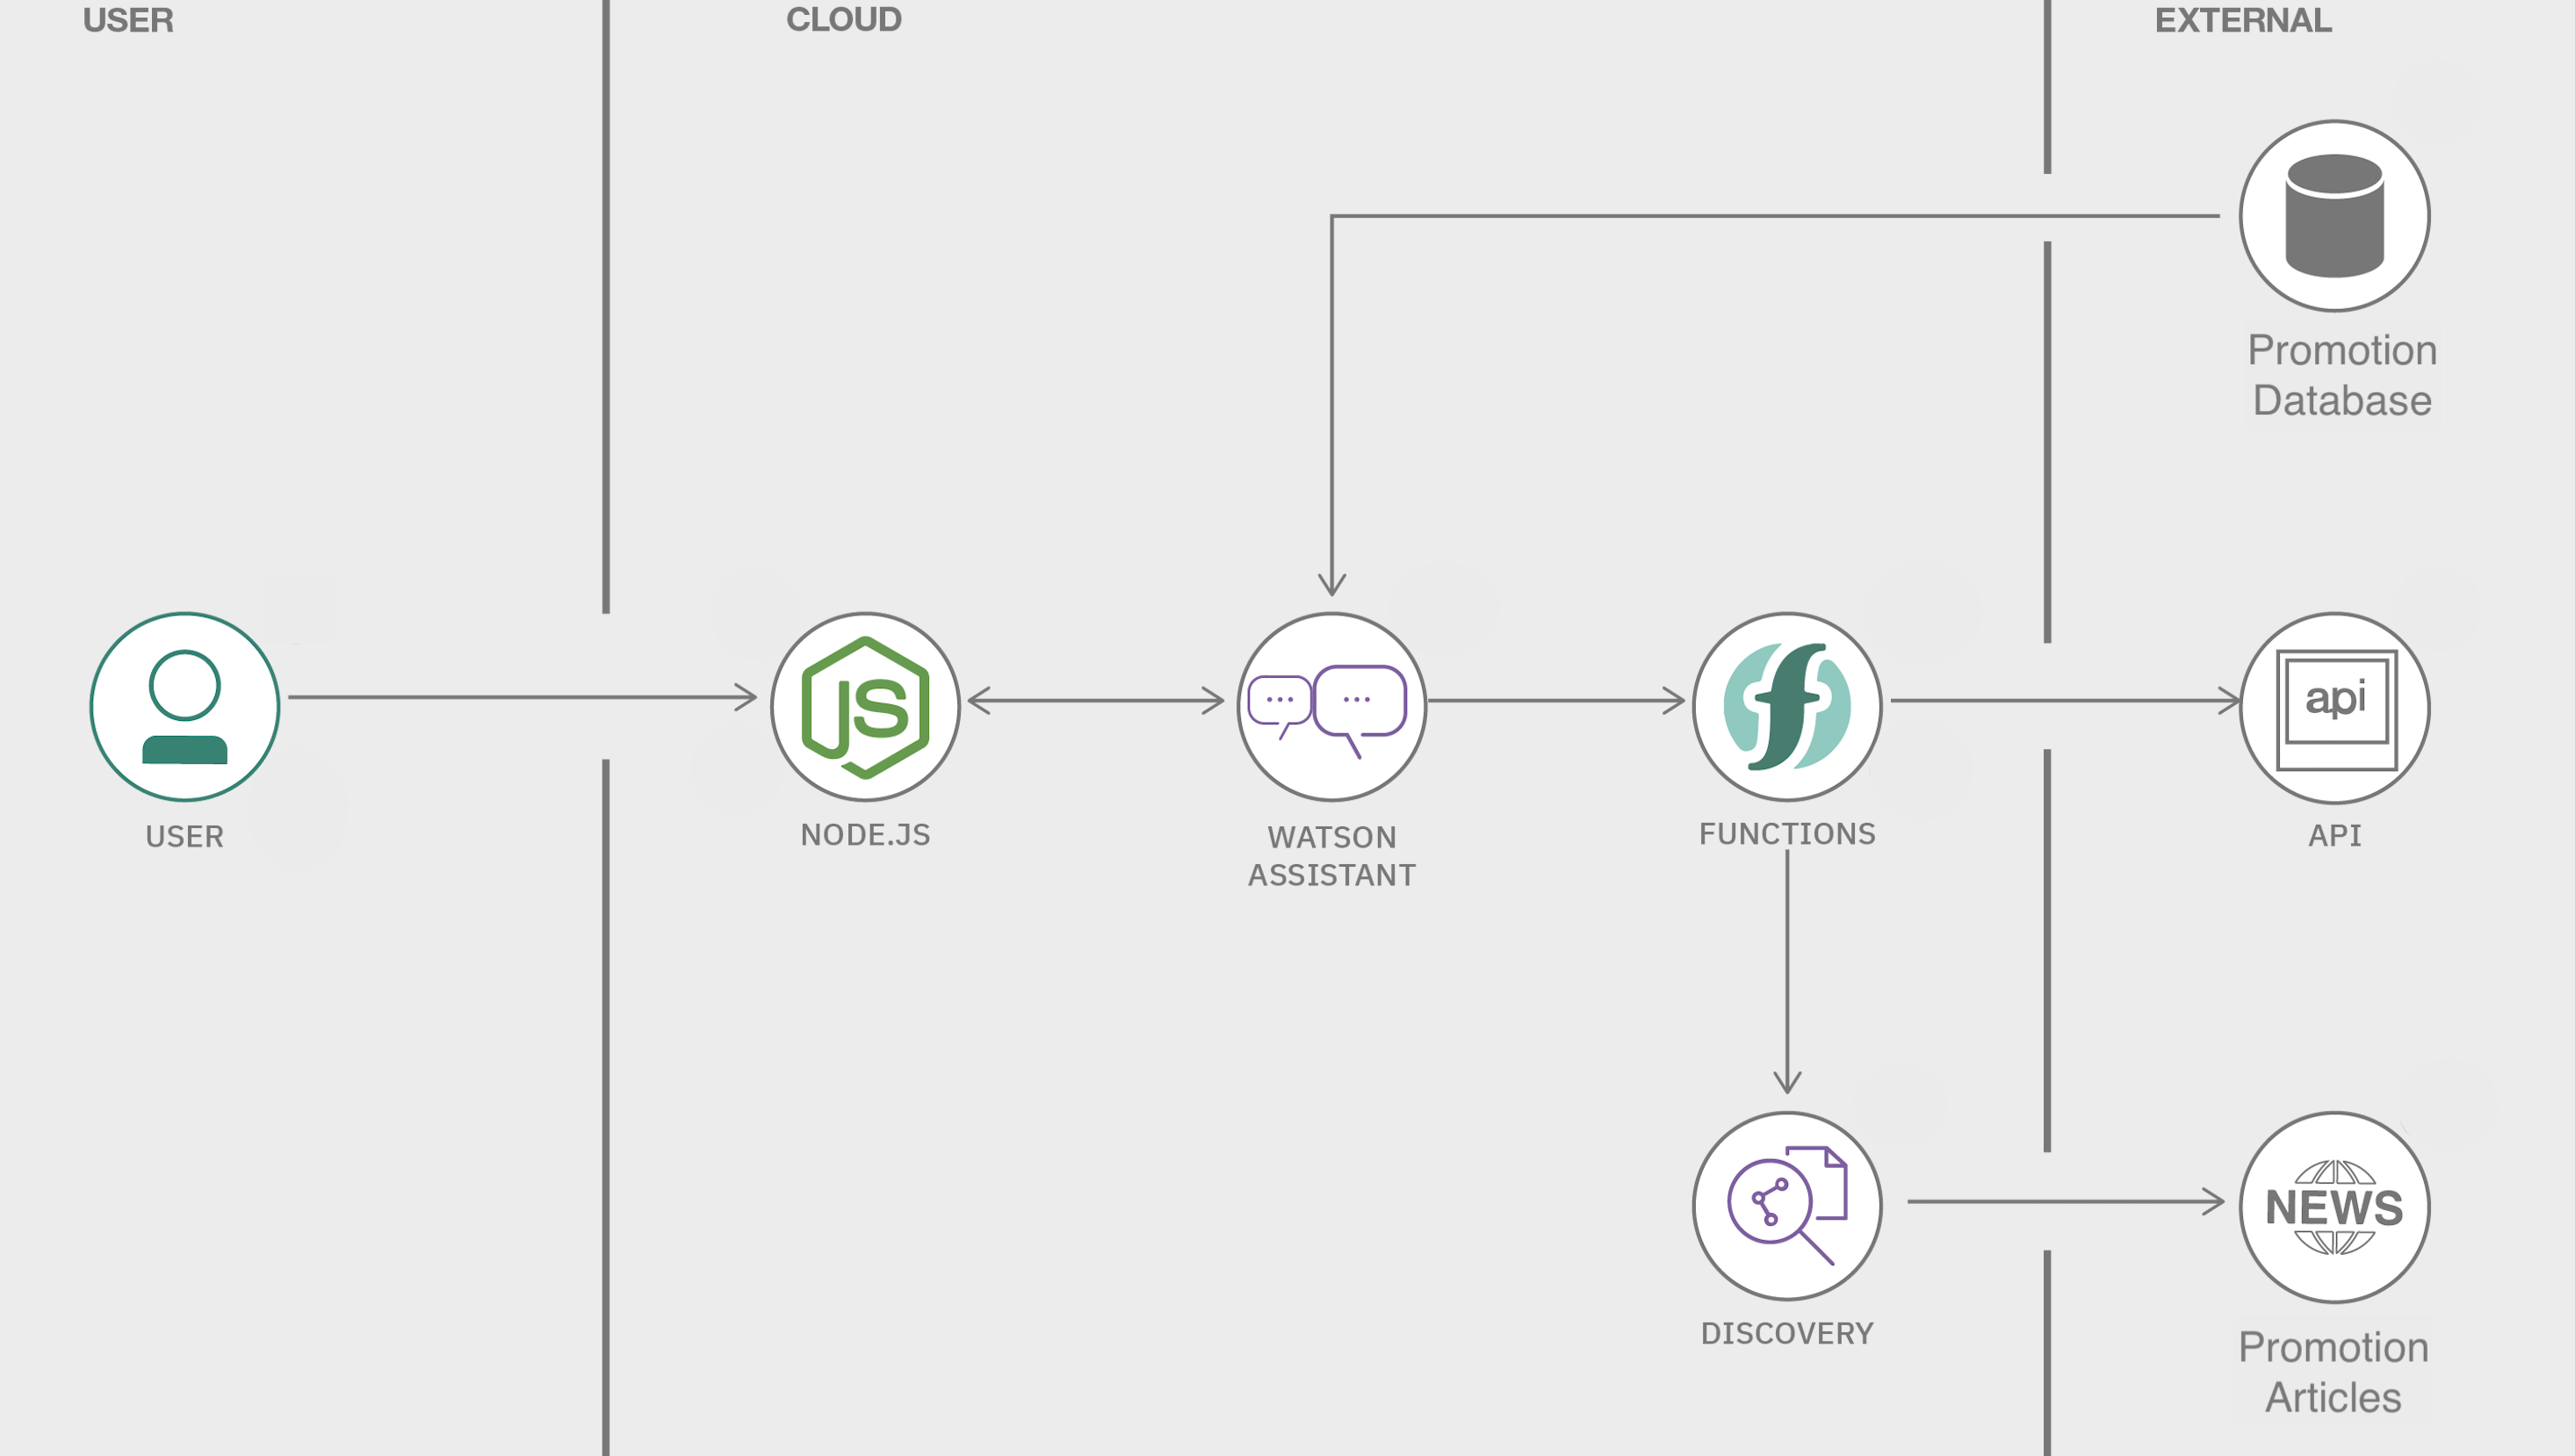 USER
CLOUD
EXTERNAL
Promotion
Database
JS
api
USER
NODE.JS
WATSON
ASSISTANT
FUNCTIONS
API
NEWS
DISCOVERY
Promotion
Articles